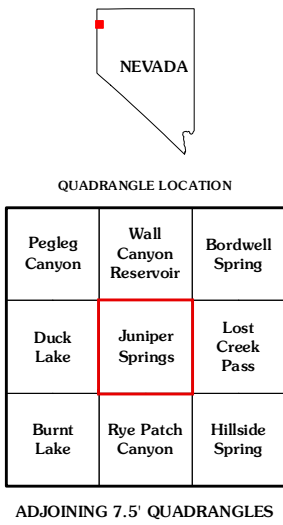 NEVADA
QUADRANGLE LOCATION
Pegleg
Canyon
Wall
Canyon
Reservoir
Bordwell
Spring
Duck
Lake
Juniper
Springs
Lost
Creek
Pass
Burnt
Lake
Rye Patch
Canyon
Hillside
Spring
ADJOINING 7.5' QUADRANGLES